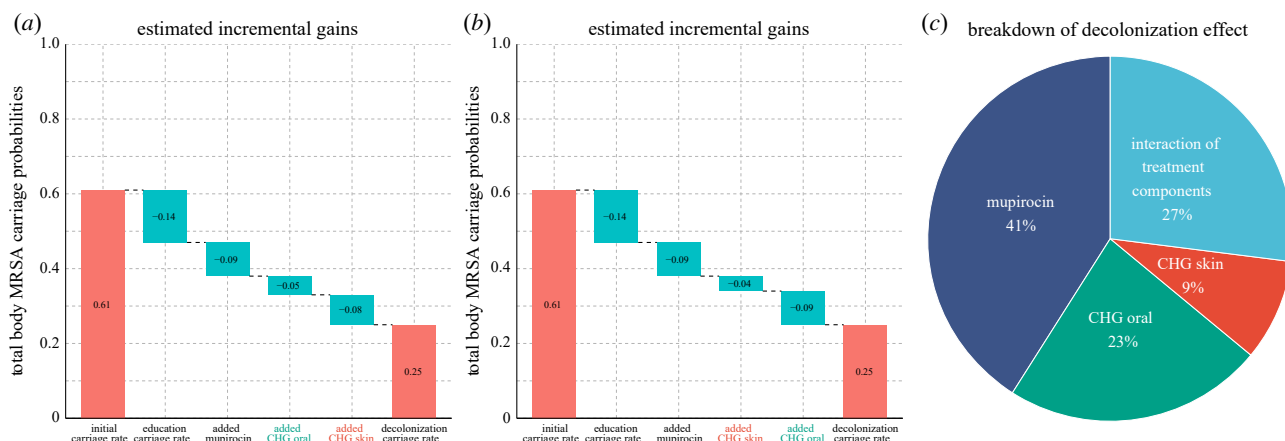 (a)
estimated incremental gains
total body MRSA carriage probabilities
1.0
0.8
0.6
0.4
0.2
0
0.61
−0.14
−0.09
−0.05
−0.08
0.25
initial
carriage rate
education
carriage rate
added
mupirocin
added
CHG oral
added
CHG skin
decolonization
carriage rate
(b)
estimated incremental gains
total body MRSA carriage probabilities
1.0
0.8
0.6
0.4
0.2
0
0.61
−0.14
−0.09
−0.04
−0.09
0.25
initial
carriage rate
education
carriage rate
added
mupirocin
added
CHG skin
added
CHG oral
decolonization
carriage rate
(c)
breakdown of decolonization effect
interaction of
treatment
components
27%
mupirocin
41%
CHG skin
9%
CHG oral
23%